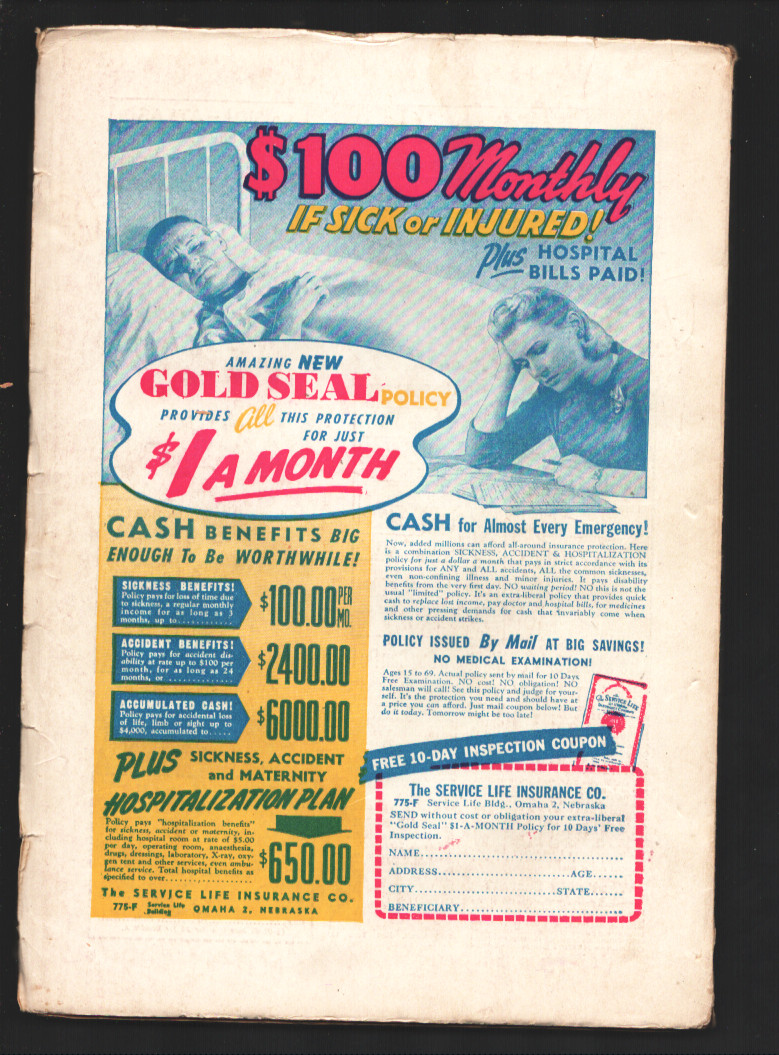 $100 Monthly
IF SICK or INJURED!
Plus HOSPITAL
BILLS PAID!
AMAZING NEW
GOLD SEAL POLICY
PROVIDES All THIS PROTECTION
FOR JUST
$1 A MONTH
CASH BENEFITS BIG
ENOUGH To Be WORTHWHILE!
SICKNESS BENEFITS!
Policy pays for loss of time due
to sickness, a regular monthly
income for as long as 3
months, up to.............
$100.00 PER MO.
ACCIDENT BENEFITS!
Policy pays for accident dis-
ability at rate up to $100 per
month, for as long as 24
months, or ...............
$2400.00
ACCUMULATED CASH!
Policy pays for accidental loss
of life, limb or sight up to
$4,000, accumulated to.....
$6000.00
PLUS SICKNESS, ACCIDENT
and MATERNITY
HOSPITALIZATION PLAN
Policy pays "hospitalization benefits"
for sickness, accident or maternity, in-
cluding hospital room at rate of $5.00
per day, operating room, anaesthesia,
drugs, dressings, laboratory, X-ray, oxy-
gen tent and other services, even ambu-
lance service. Total hospital benefits as
specified to over....................
$650.00
The SERVICE LIFE INSURANCE CO.
775-F Service Life Building OMAHA 2, NEBRASKA
CASH for Almost Every Emergency!
Now, added millions can afford all-around insurance protection. Here
is a combination SICKNESS, ACCIDENT & HOSPITALIZATION
policy for just a dollar a month that pays in strict accordance with its
provisions for ANY and ALL accidents, ALL the common sicknesses,
even non-confining illness and minor injuries. It pays disability
benefits from the very first day. NO waiting period! NO this is not the
usual "limited" policy. It's an extra-liberal policy that provides quick
cash to replace lost income, pay doctor and hospital bills, for medicines
and other pressing demands for cash that invariably come when
sickness or accident strikes.
POLICY ISSUED By Mail AT BIG SAVINGS!
NO MEDICAL EXAMINATION!
Ages 15 to 69. Actual policy sent by mail for 10 Days
Free Examination. NO cost! NO obligation! NO
salesman will call! See this policy and judge for your-
self. It's the protection you need and should have at
a price you can afford. Just mail coupon below! But
do it today. Tomorrow might be too late!
FREE 10-DAY INSPECTION COUPON
The SERVICE LIFE INSURANCE CO.
775-F Service Life Bldg., Omaha 2, Nebraska
SEND without cost or obligation your extra-liberal
"Gold Seal" $1-A-MONTH Policy for 10 Days' Free
Inspection.
NAME..............................................
ADDRESS..............................AGE......
CITY..............................STATE.......
BENEFICIARY......................................